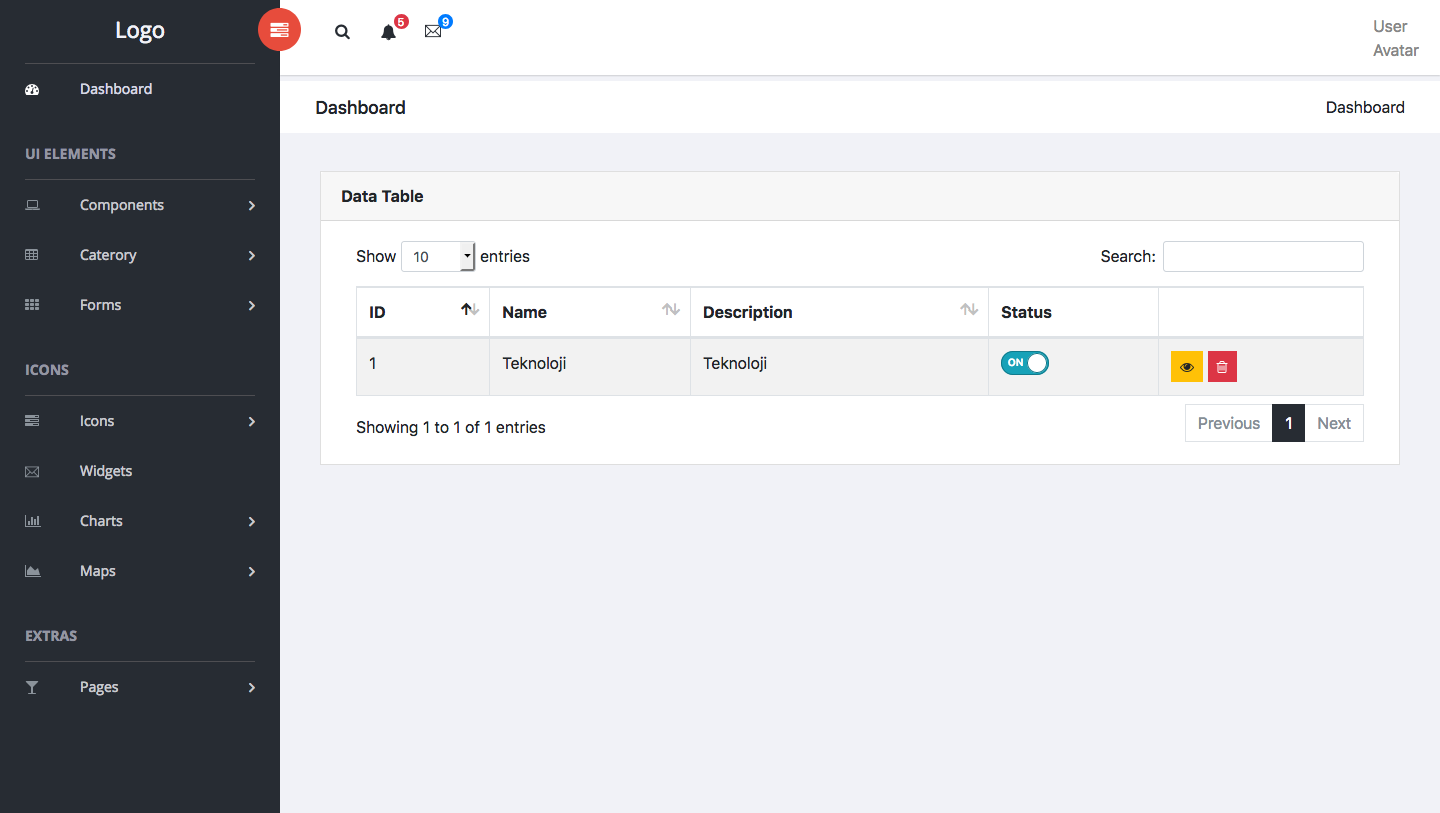 Logo
5
9
User
Avatar
Dashboard
Dashboard
Dashboard
UI ELEMENTS
Components
Caterory
Forms
ICONS
Icons
Widgets
Charts
Maps
EXTRAS
Pages
Data Table
Show 10 entries
Search:
ID Name Description Status
1 Teknoloji Teknoloji ON
Showing 1 to 1 of 1 entries
Previous 1 Next